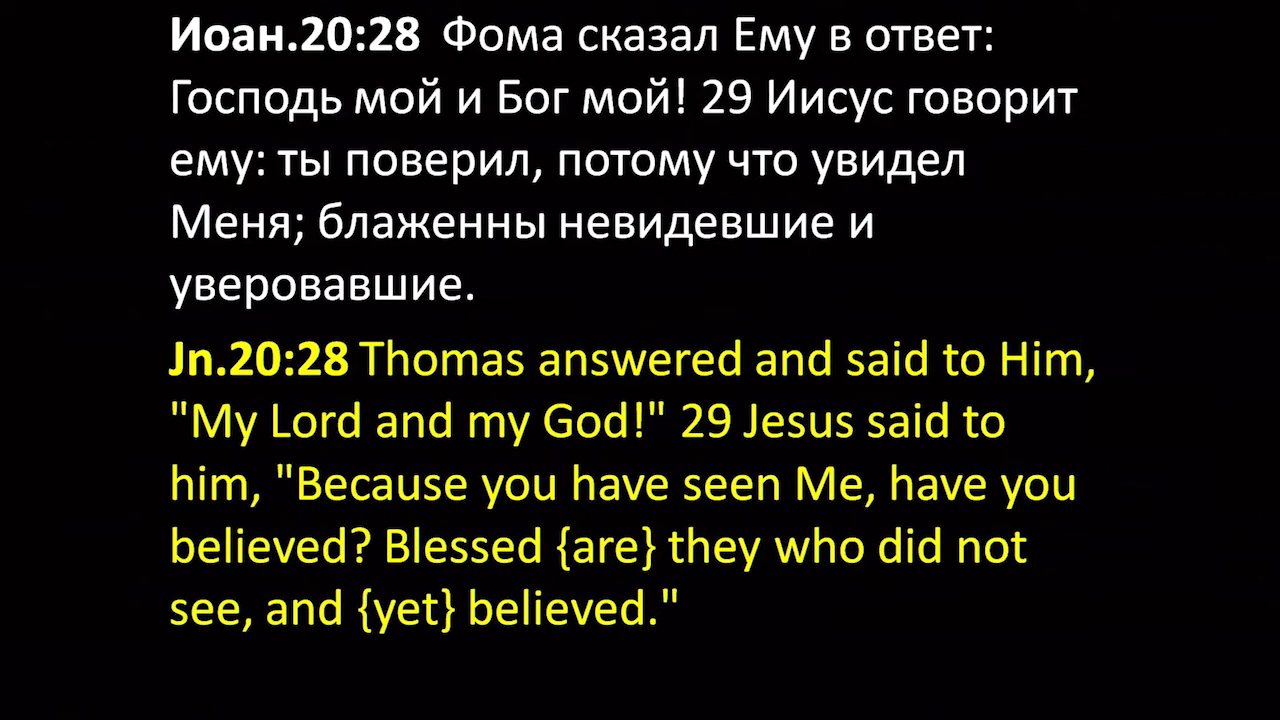 Иоан.20:28 Фома сказал Ему в ответ:
Господь мой и Бог мой! 29 Иисус говорит
ему: ты поверил, потому что увидел
Меня; блаженны невидевшие и
уверовавшие.
Jn.20:28 Thomas answered and said to Him,
"My Lord and my God!" 29 Jesus said to
him, "Because you have seen Me, have you
believed? Blessed {are} they who did not
see, and {yet} believed."